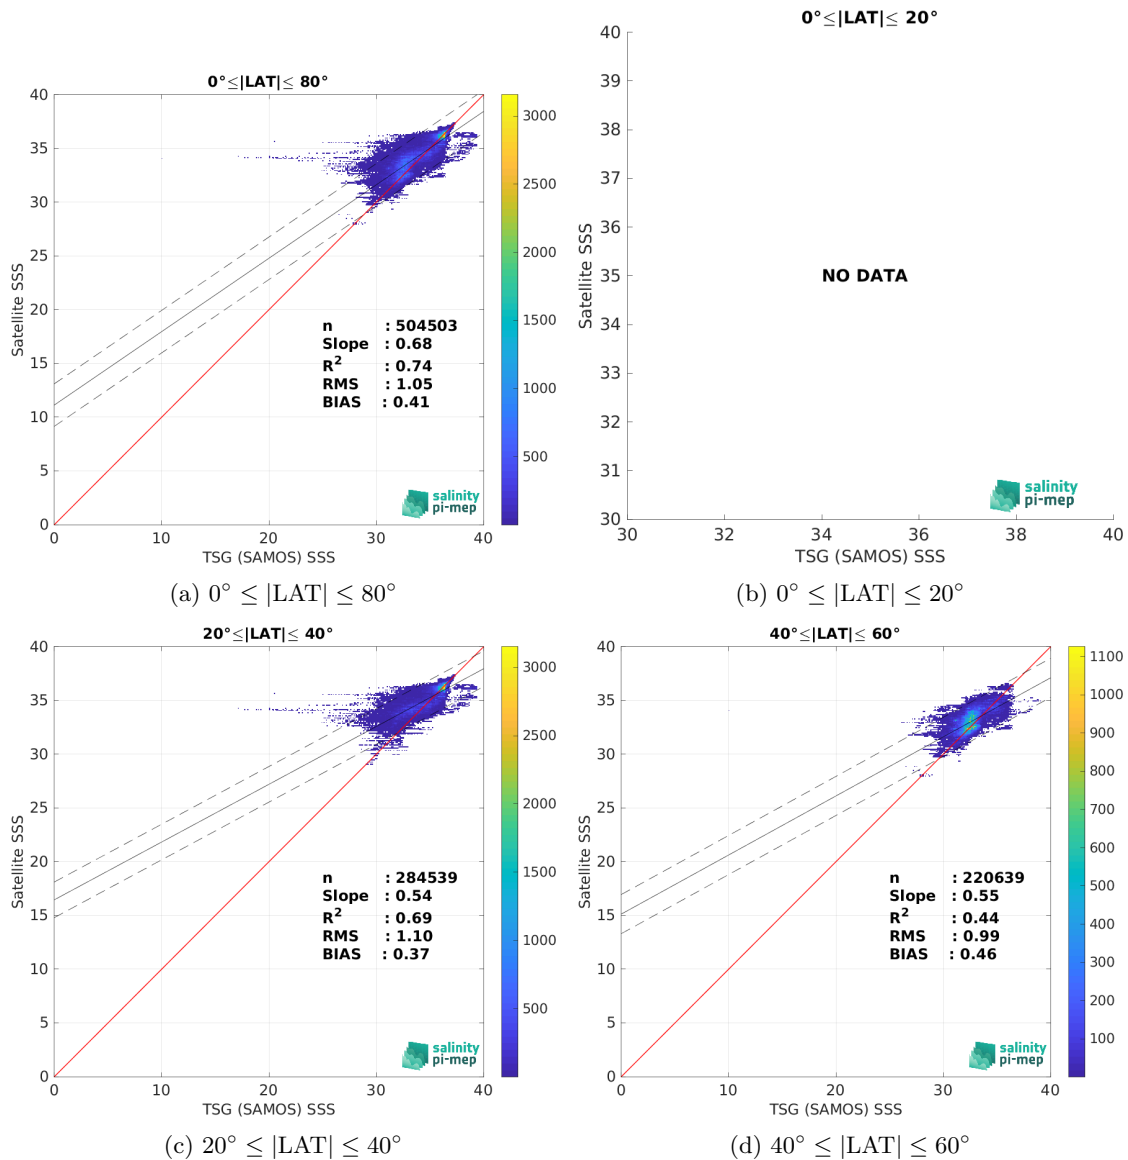 0°≤|LAT|≤ 80°
40
35
30
25
20
15
10
5
0
Satellite SSS
0
10
20
30
40
TSG (SAMOS) SSS
3000
2500
2000
1500
1000
500
n : 504503
Slope : 0.68
R² : 0.74
RMS : 1.05
BIAS : 0.41
salinity
pi-mep
(a) 0° ≤ |LAT| ≤ 80°
0°≤|LAT|≤ 20°
40
39
38
37
36
35
34
33
32
31
30
Satellite SSS
NO DATA
30
32
34
36
38
40
TSG (SAMOS) SSS
salinity
pi-mep
(b) 0° ≤ |LAT| ≤ 20°
20°≤|LAT|≤ 40°
40
35
30
25
20
15
10
5
0
Satellite SSS
0
10
20
30
40
TSG (SAMOS) SSS
3000
2500
2000
1500
1000
500
n : 284539
Slope : 0.54
R² : 0.69
RMS : 1.10
BIAS : 0.37
salinity
pi-mep
(c) 20° ≤ |LAT| ≤ 40°
40°≤|LAT|≤ 60°
40
35
30
25
20
15
10
5
0
Satellite SSS
0
10
20
30
40
TSG (SAMOS) SSS
1100
1000
900
800
700
600
500
400
300
200
100
n : 220639
Slope : 0.55
R² : 0.44
RMS : 0.99
BIAS : 0.46
salinity
pi-mep
(d) 40° ≤ |LAT| ≤ 60°